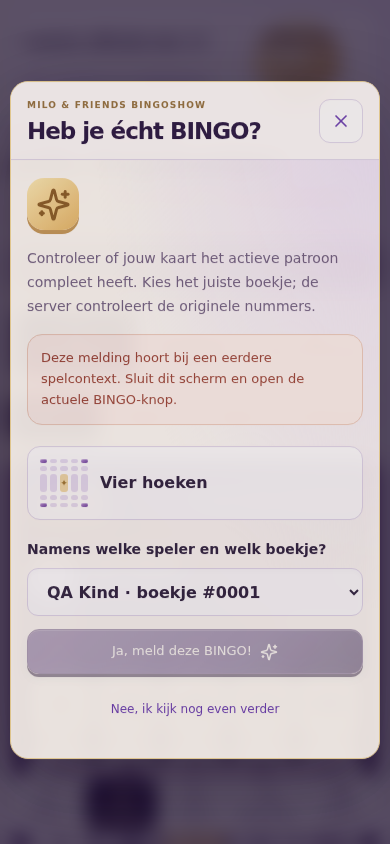 MILO & FRIENDS BINGOSHOW
Heb je écht BINGO?
Controleer of jouw kaart het actieve patroon
compleet heeft. Kies het juiste boekje; de
server controleert de originele nummers.
Deze melding hoort bij een eerdere
spelcontext. Sluit dit scherm en open de
actuele BINGO-knop.
Vier hoeken
Namens welke speler en welk boekje?
QA Kind · boekje #0001
Ja, meld deze BINGO!
Nee, ik kijk nog even verder